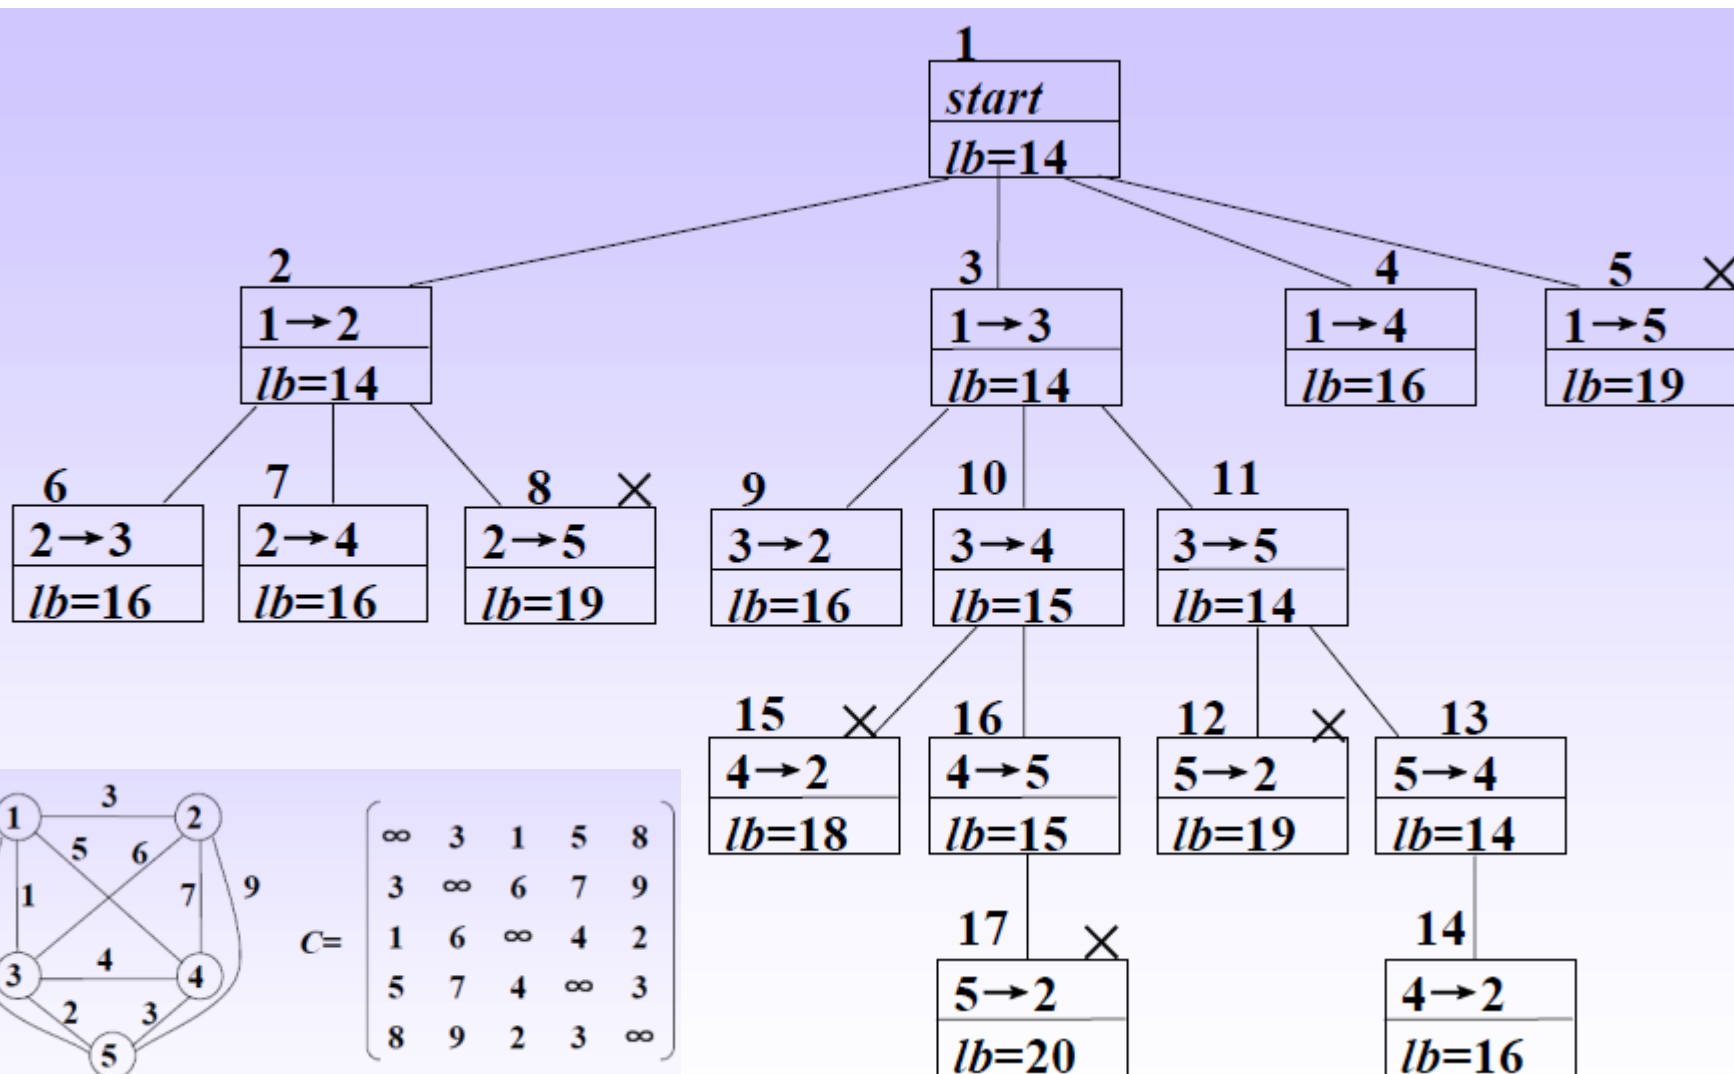 1
start
lb=14
2
1→2
lb=14
3
1→3
lb=14
4
1→4
lb=16
5 ×
1→5
lb=19
6
2→3
lb=16
7
2→4
lb=16
8 ×
2→5
lb=19
9
3→2
lb=16
10
3→4
lb=15
11
3→5
lb=14
15 ×
4→2
lb=18
16
4→5
lb=15
12 ×
5→2
lb=19
13
5→4
lb=14
17 ×
5→2
lb=20
14
4→2
lb=16
1 3 2
5 6
1 7 9
3 4 4
2 3
5
C=
∞ 3 1 5 8
3 ∞ 6 7 9
1 6 ∞ 4 2
5 7 4 ∞ 3
8 9 2 3 ∞